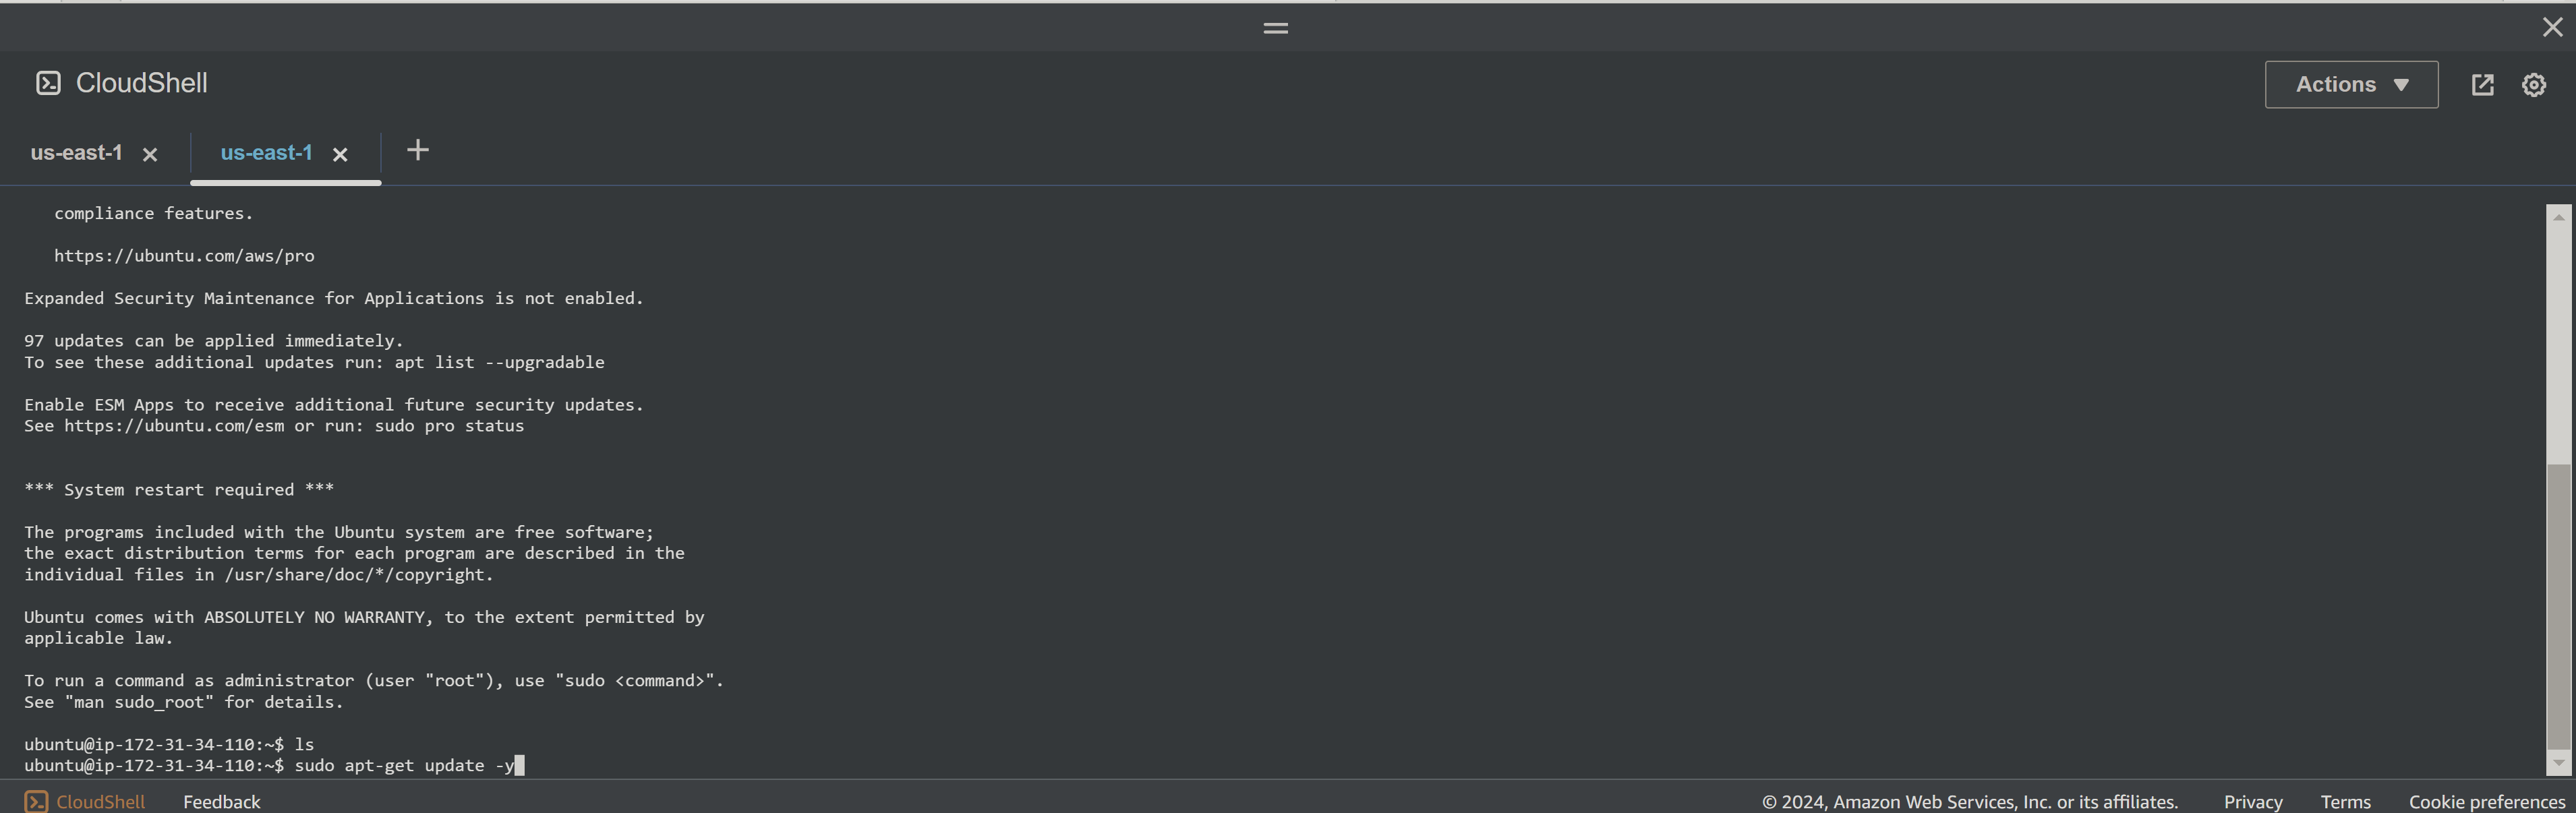 CloudShell
Actions
us-east-1
us-east-1
compliance features.
https://ubuntu.com/aws/pro
Expanded Security Maintenance for Applications is not enabled.
97 updates can be applied immediately.
To see these additional updates run: apt list --upgradable
Enable ESM Apps to receive additional future security updates.
See https://ubuntu.com/esm or run: sudo pro status
*** System restart required ***
The programs included with the Ubuntu system are free software;
the exact distribution terms for each program are described in the
individual files in /usr/share/doc/*/copyright.
Ubuntu comes with ABSOLUTELY NO WARRANTY, to the extent permitted by
applicable law.
To run a command as administrator (user "root"), use "sudo <command>".
See "man sudo_root" for details.
ubuntu@ip-172-31-34-110:~$ ls
ubuntu@ip-172-31-34-110:~$ sudo apt-get update -y
CloudShell
Feedback
© 2024, Amazon Web Services, Inc. or its affiliates.
Privacy
Terms
Cookie preferences